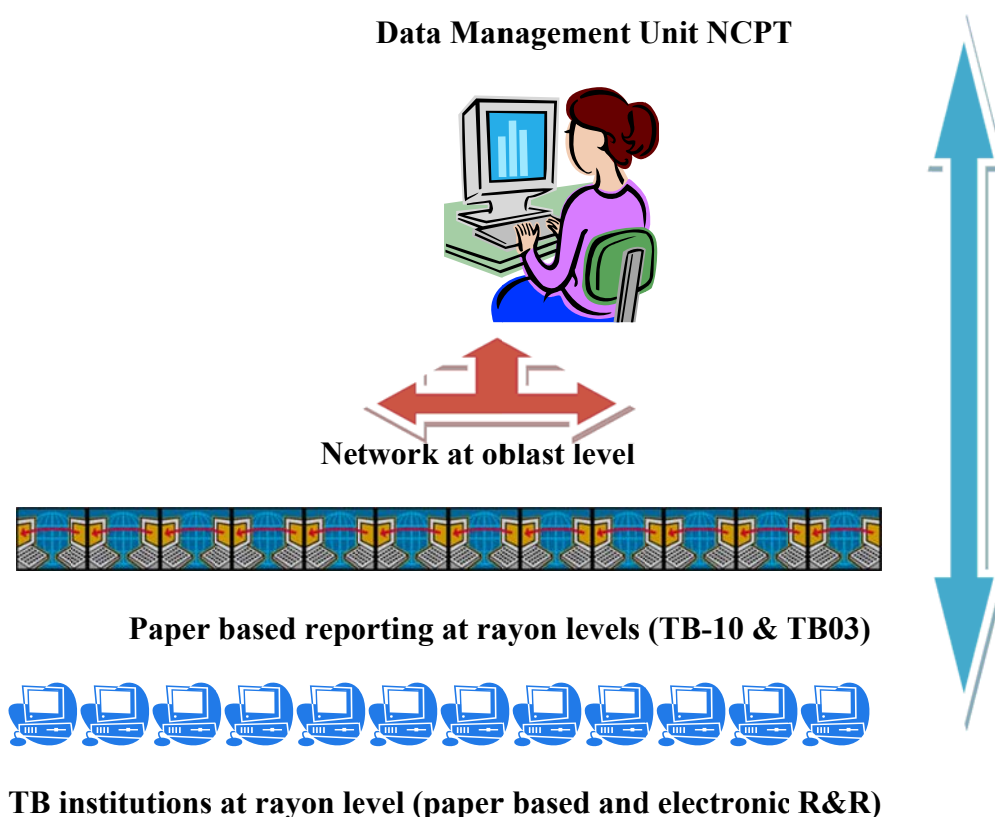 Data Management Unit NCPT
Network at oblast level
Paper based reporting at rayon levels (TB-10 & TB03)
TB institutions at rayon level (paper based and electronic R&R)